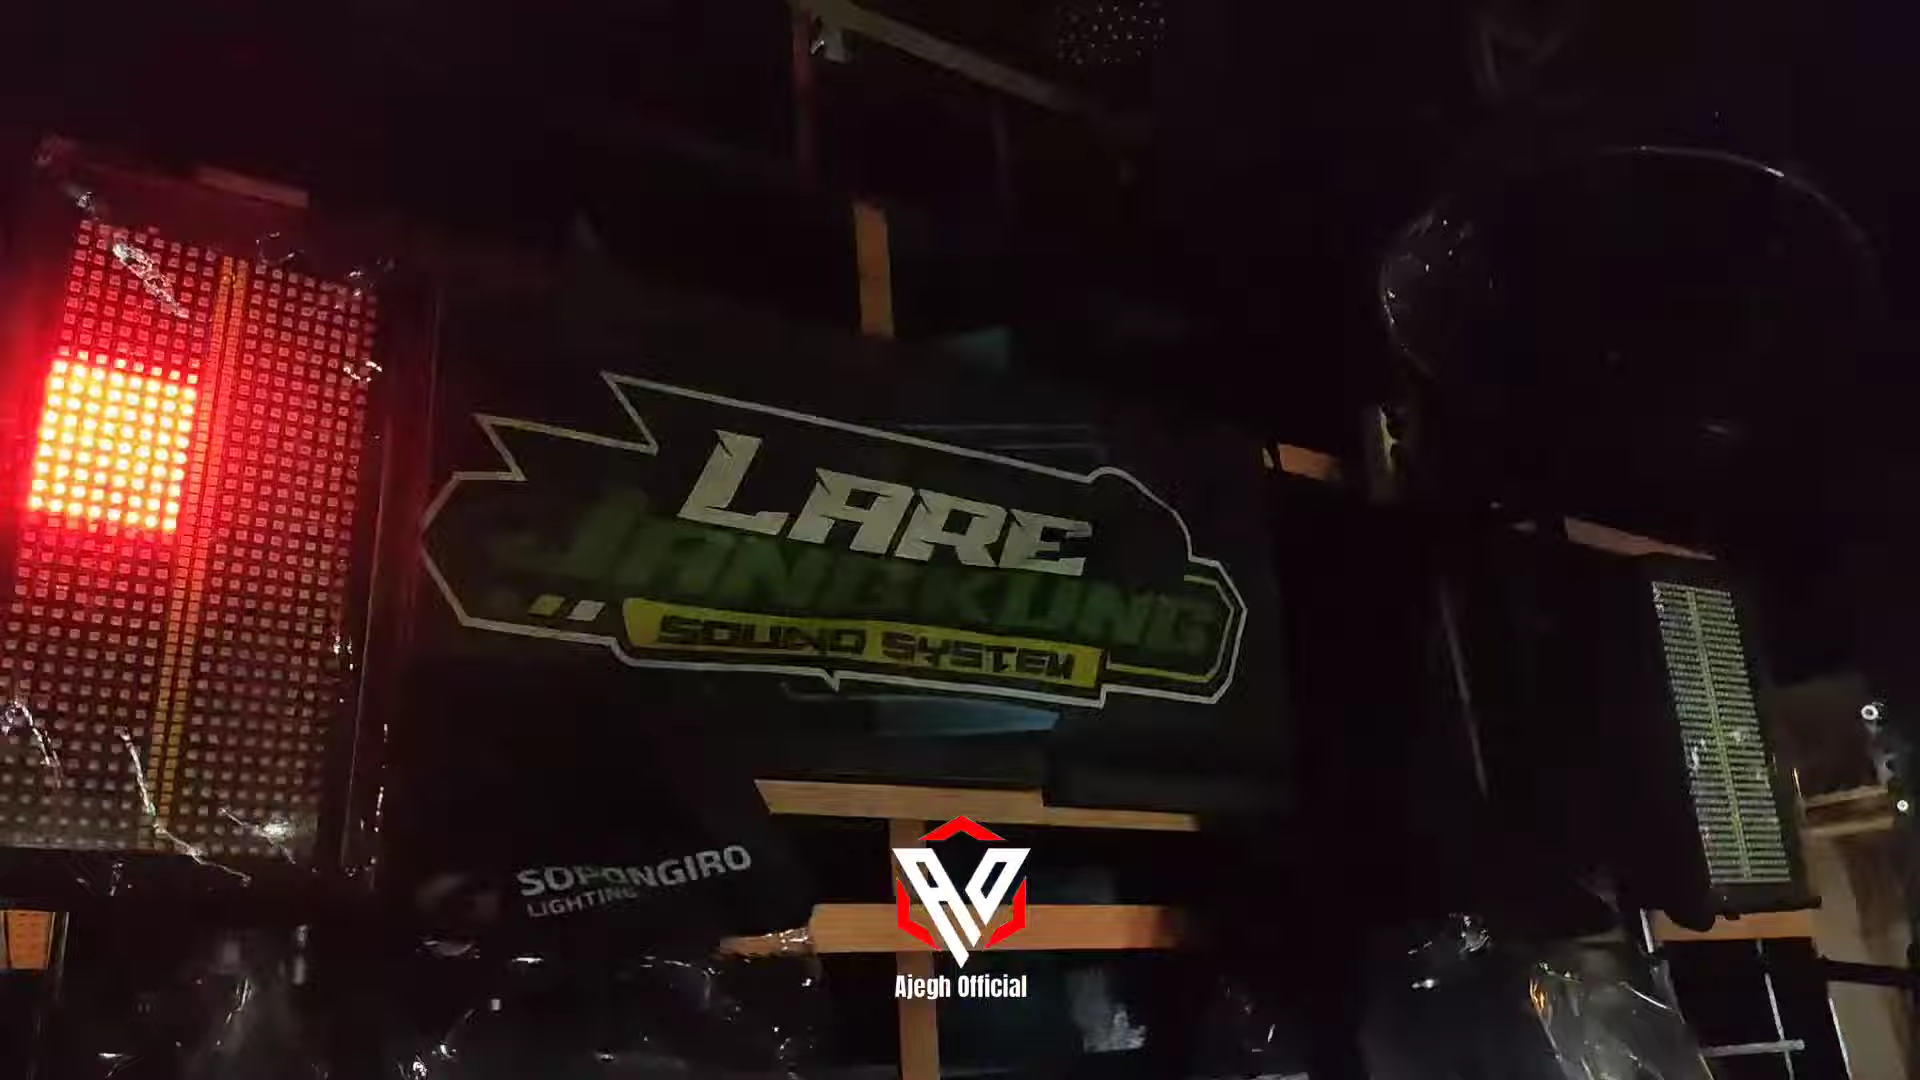 LARE
JANGKUNG
SOUND SYSTEM
SOPONGIRO
LIGHTING
Ajegh Official